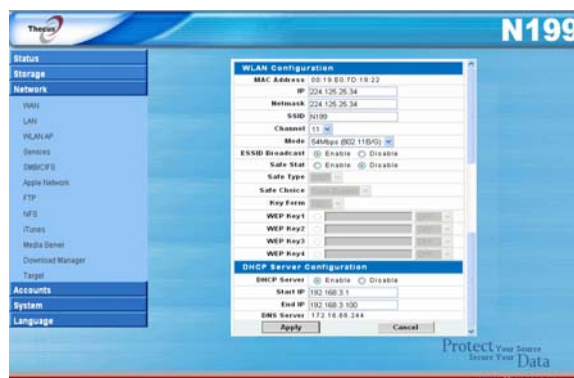 Thecus
N199
Status
Storage
Network
WAN
LAN
WLAN AP
Services
SMB/CIFS
Apple Network
FTP
NFS
iTunes
Media Server
Download Manager
Target
Accounts
System
Language
WLAN Configuration
MAC Address 00:19:E0:7D:19:22
IP 224.125.25.34
Netmask 224.125.25.34
SSID N199
Channel 11
Mode 54Mbps (802.11B/G)
ESSID Broadcast Enable Disable
Safe Stat Enable Disable
Safe Type
Safe Choice
Key Form
WEP Key1
WEP Key2
WEP Key3
WEP Key4
DHCP Server Configuration
DHCP Server Enable Disable
Start IP 192.168.3.1
End IP 192.168.3.100
DNS Server 172.16.66.244
Apply Cancel
Protect Your Source
Secure Your Data